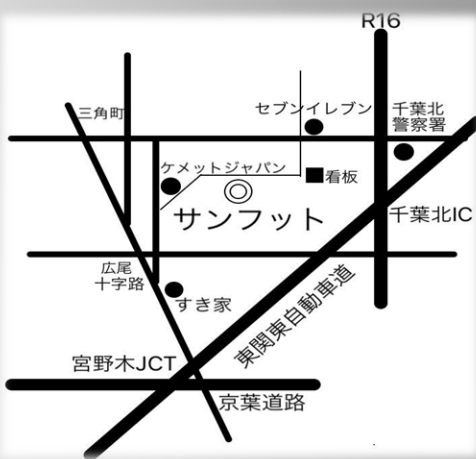 R16
三角町
セブンイレブン
千葉北
警察署
ケメットジャパン
看板
サンフット
千葉北IC
広尾
十字路
すき家
東関東自動車道
宮野木JCT
京葉道路